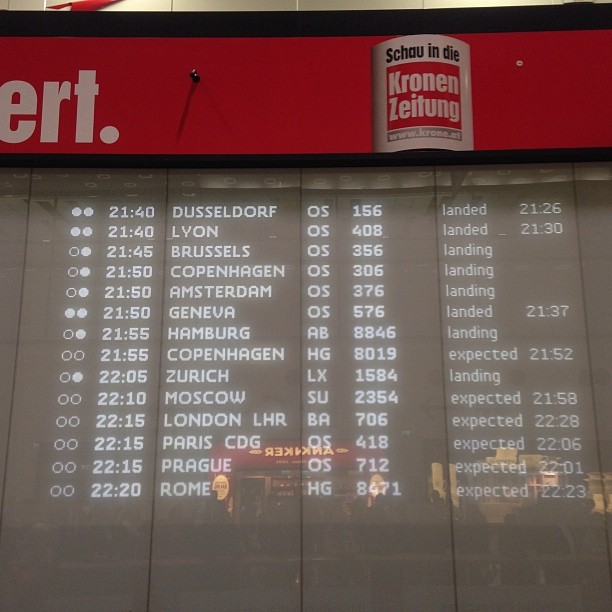 ert.
Schau in die
Kronen
Zeitung
www.krone.at
21:40 DUSSELDORF OS 156 landed 21:26
21:40 LYON OS 408 landed 21:30
21:45 BRUSSELS OS 356 landing
21:50 COPENHAGEN OS 306 landing
21:50 AMSTERDAM OS 376 landing
21:50 GENEVA OS 576 landed 21:37
21:55 HAMBURG AB 8846 landing
21:55 COPENHAGEN HG 8019 expected 21:52
22:05 ZURICH LX 1584 landing
22:10 MOSCOW SU 2354 expected 21:58
22:15 LONDON LHR BA 706 expected 22:28
22:15 PARIS CDG OS 418 expected 22:06
ANKER
22:15 PRAGUE OS 712 expected 22:01
22:20 ROME HG 8471 expected 22:23